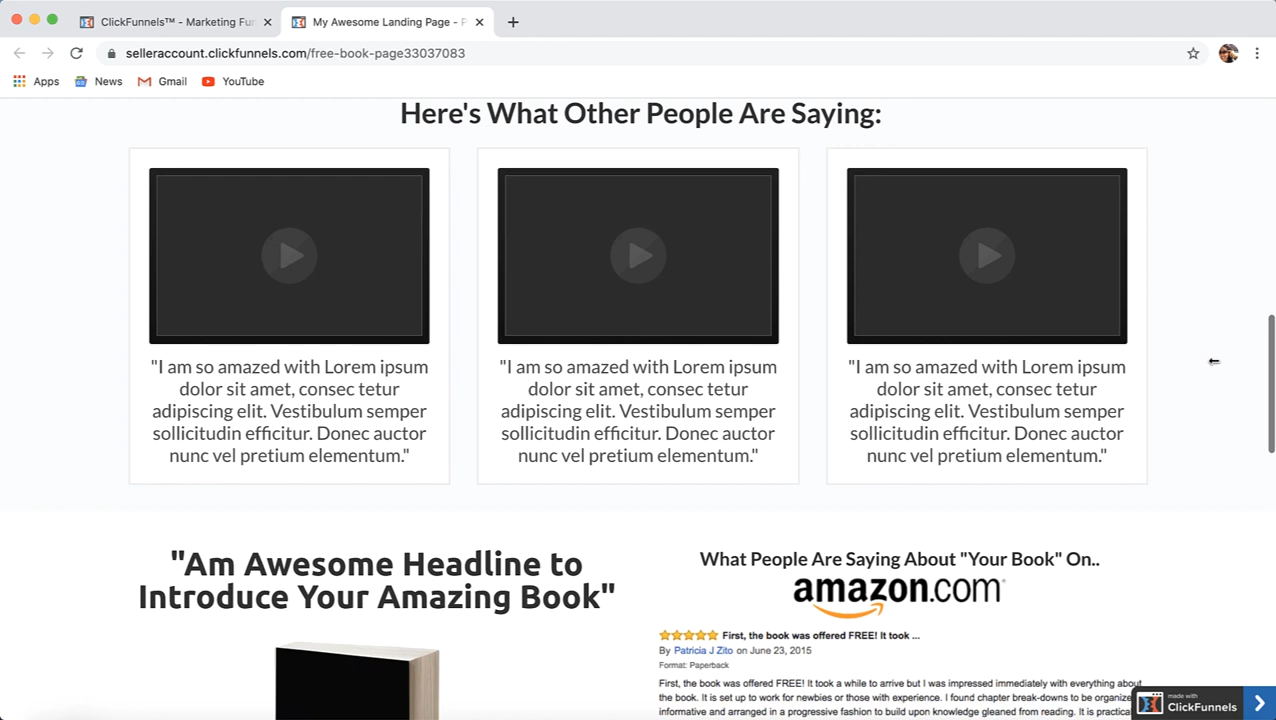 ClickFunnels™ - Marketing Fu
My Awesome Landing Page - P
selleraccount.clickfunnels.com/free-book-page33037083
Apps
News
Gmail
YouTube
Here's What Other People Are Saying:
"I am so amazed with Lorem ipsum
dolor sit amet, consec tetur
adipiscing elit. Vestibulum semper
sollicitudin efficitur. Donec auctor
nunc vel pretium elementum."
"I am so amazed with Lorem ipsum
dolor sit amet, consec tetur
adipiscing elit. Vestibulum semper
sollicitudin efficitur. Donec auctor
nunc vel pretium elementum."
"I am so amazed with Lorem ipsum
dolor sit amet, consec tetur
adipiscing elit. Vestibulum semper
sollicitudin efficitur. Donec auctor
nunc vel pretium elementum."
"Am Awesome Headline to
Introduce Your Amazing Book"
What People Are Saying About "Your Book" On..
amazon.com
First, the book was offered FREE! It took ...
By Patricia J Zito on June 23, 2015
Format: Paperback
First, the book was offered FREE! It took a while to arrive but I was impressed immediately with everything about
the book. It is set up to work for newbies or those with experience. I found chapter break-downs to be organize
informative and arranged in a progressive fashion to build upon knowledge gleaned from reading. It is practica
made with
ClickFunnels